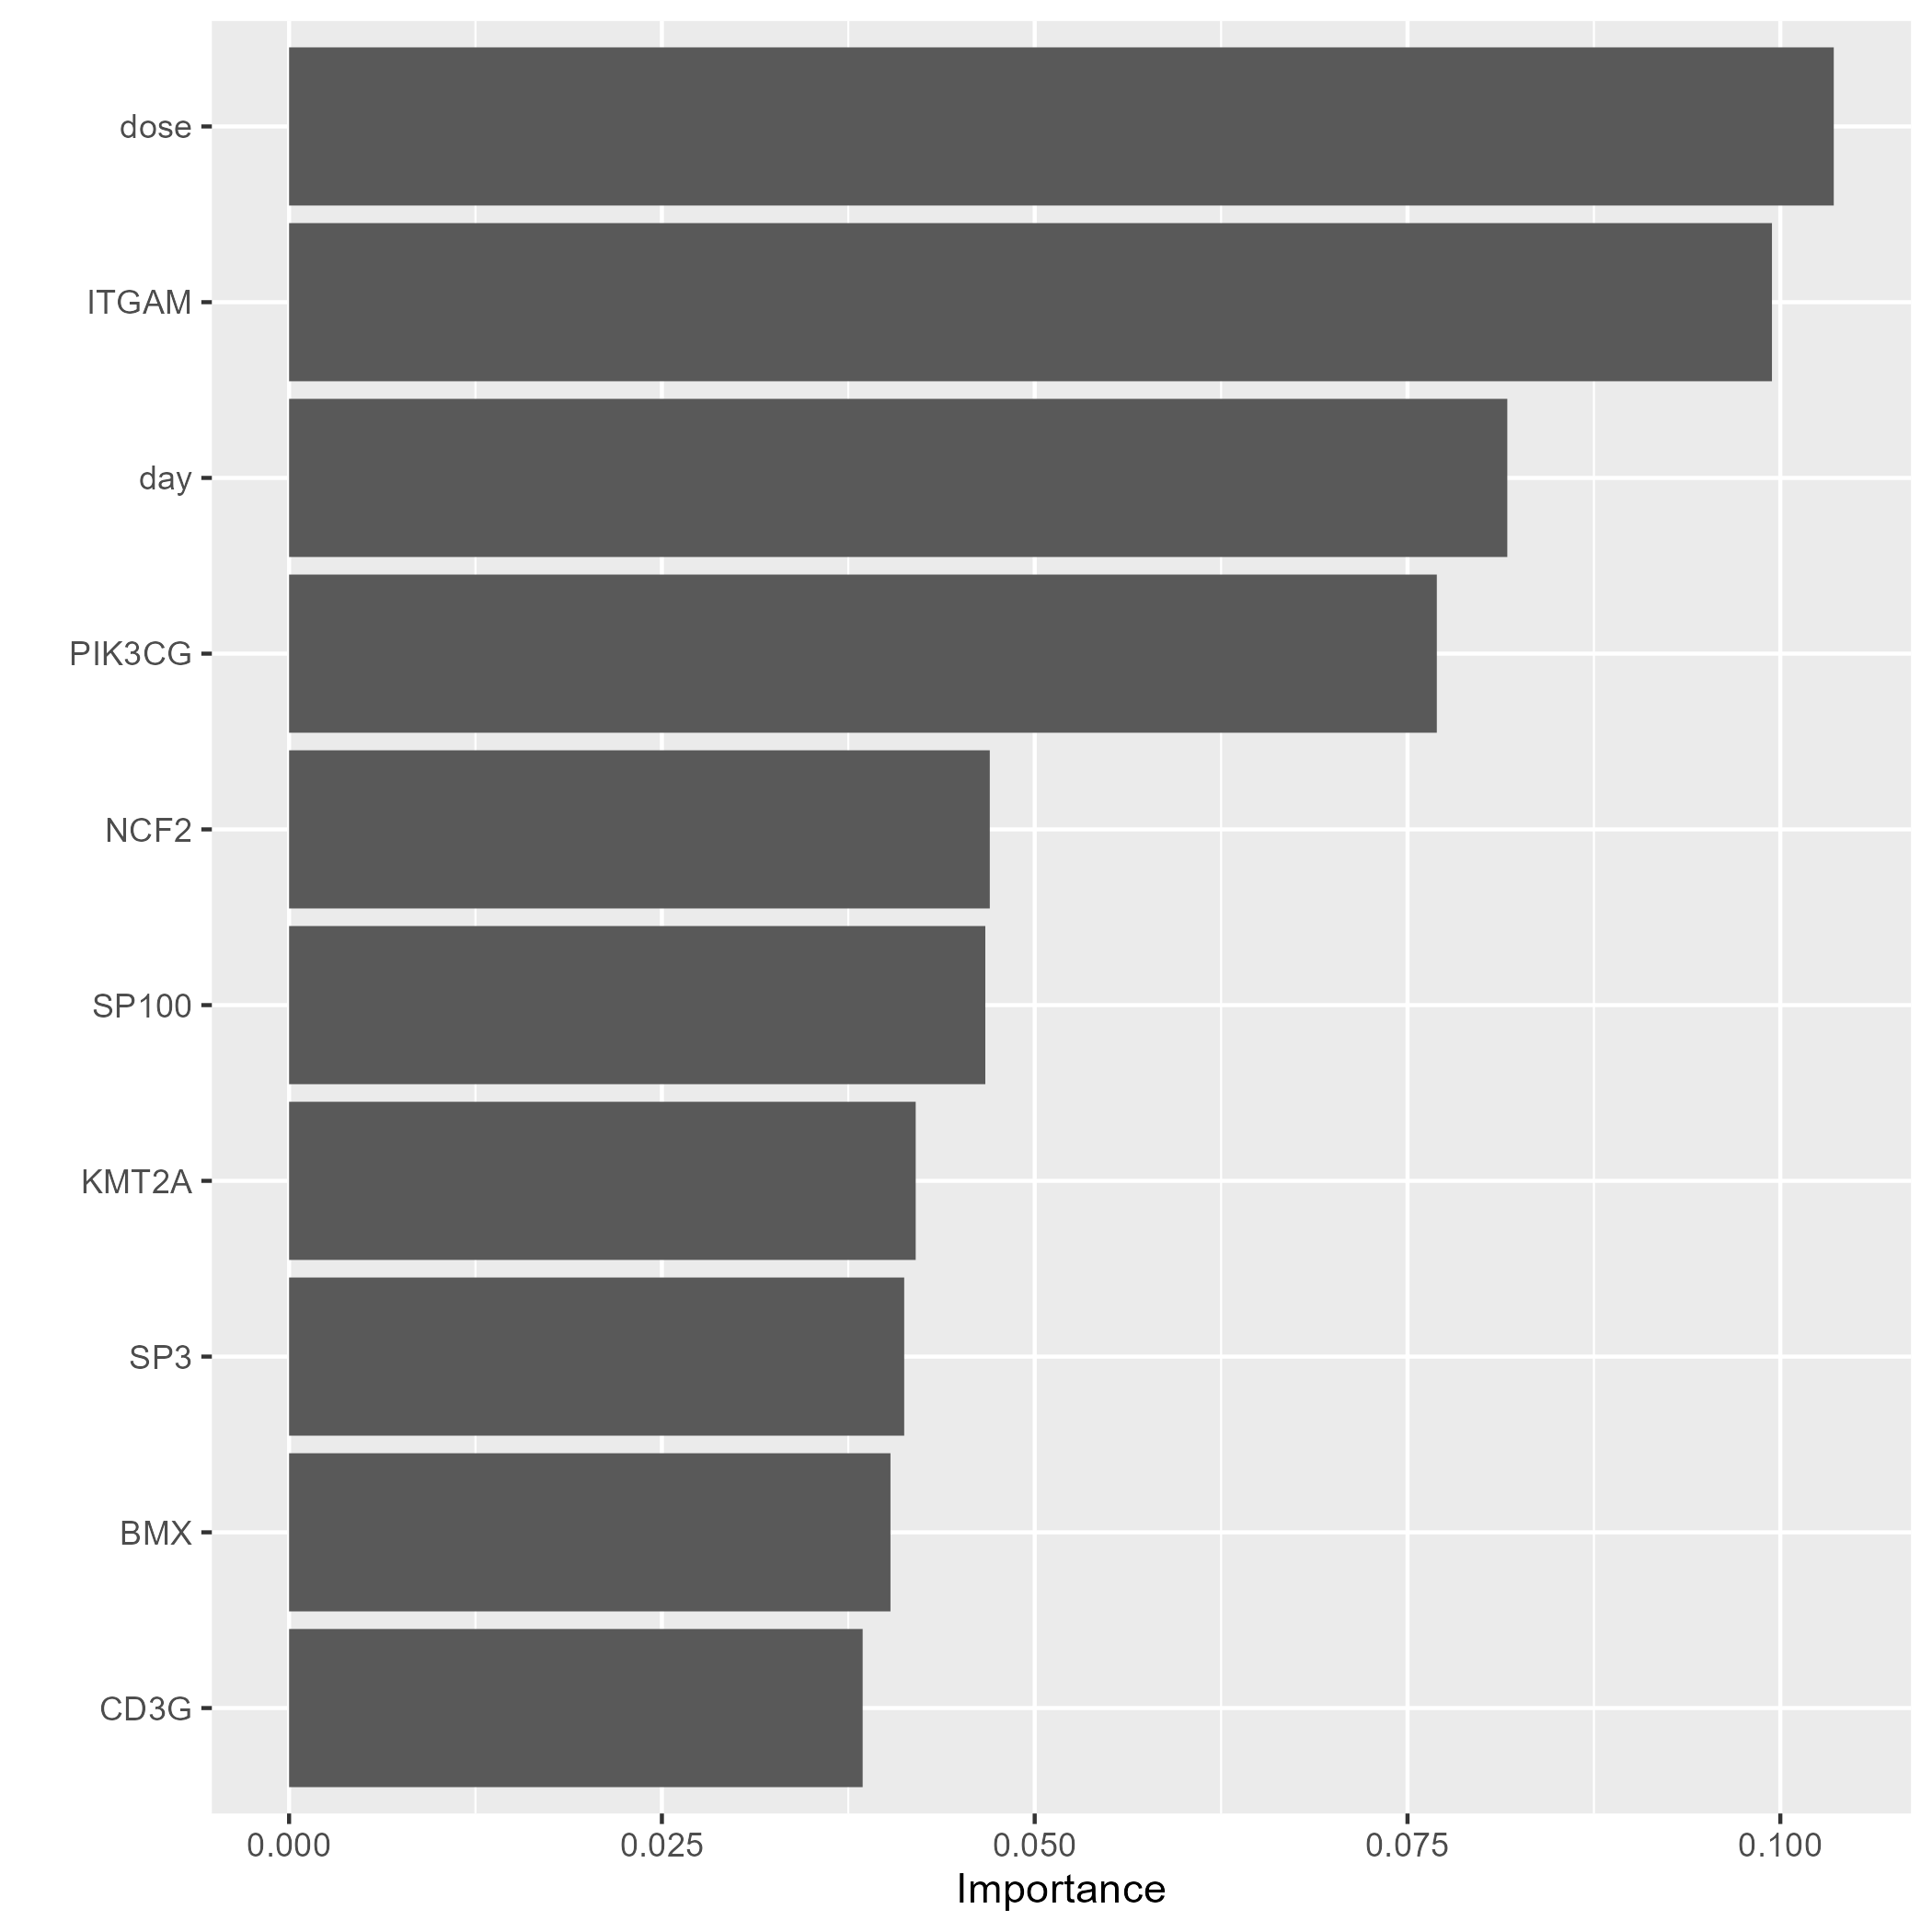 dose
ITGAM
day
PIK3CG
NCF2
SP100
KMT2A
SP3
BMX
CD3G
0.000 0.025 0.050 0.075 0.100
Importance